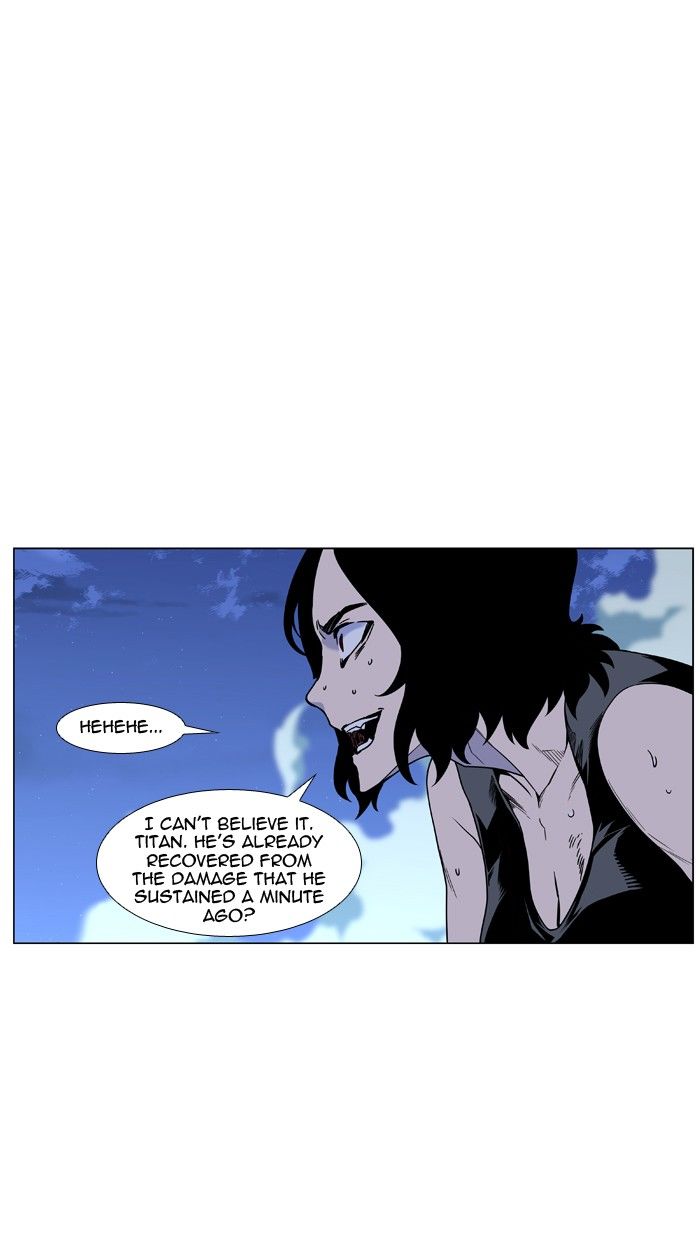 HEHEHE...
I CAN'T BELIEVE IT.
TITAN. HE'S ALREADY
RECOVERED FROM
THE DAMAGE THAT HE
SUSTAINED A MINUTE
AGO?